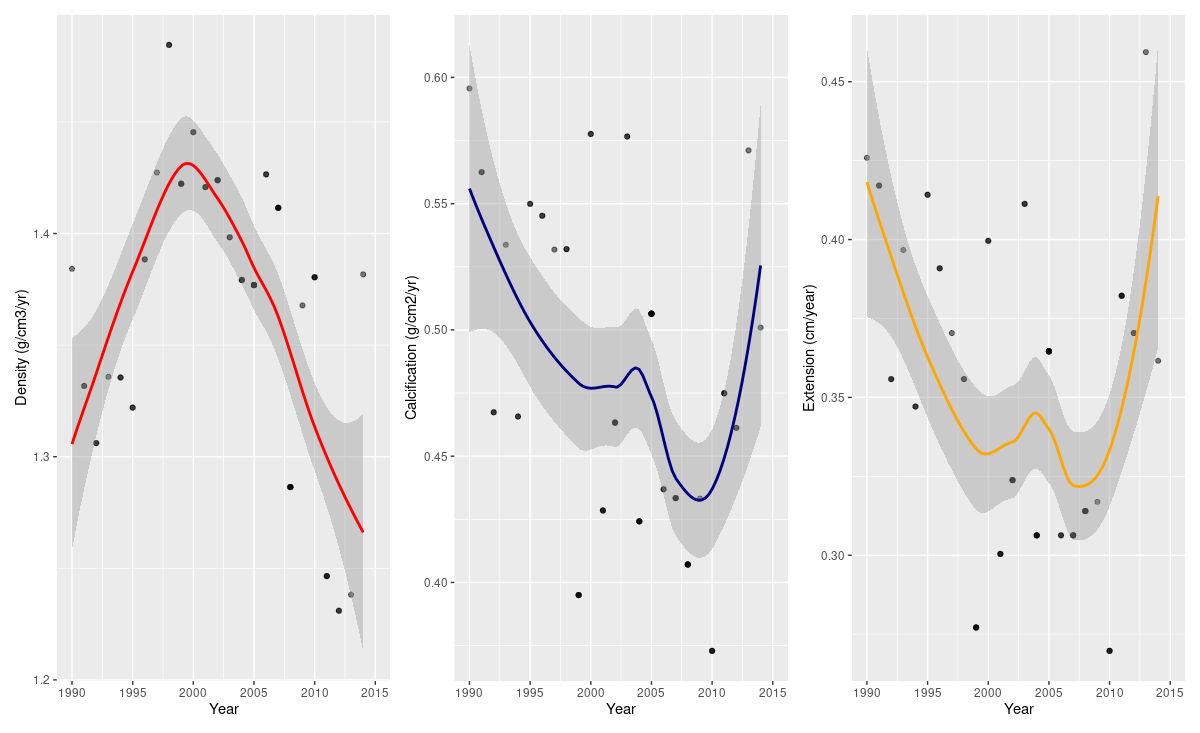 Density (g/cm3/yr)
1.4
1.3
1.2
1990 1995 2000 2005 2010 2015
Year
Calcification (g/cm2/yr)
0.60
0.55
0.50
0.45
0.40
1990 1995 2000 2005 2010 2015
Year
Extension (cm/year)
0.45
0.40
0.35
0.30
1990 1995 2000 2005 2010 2015
Year